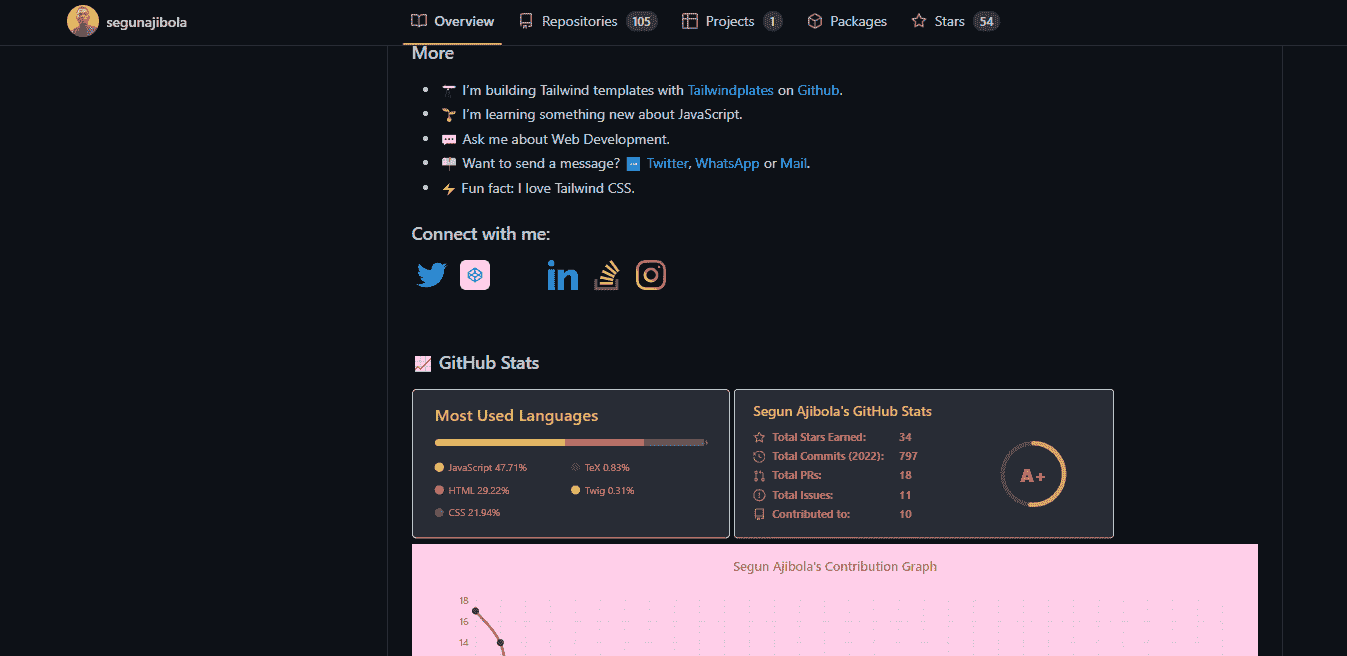 segunajibola
Overview
Repositories 105
Projects 1
Packages
Stars 54
More
I'm building Tailwind templates with Tailwindplates on Github.
I'm learning something new about JavaScript.
Ask me about Web Development.
Want to send a message? Twitter, WhatsApp or Mail.
Fun fact: I love Tailwind CSS.
Connect with me:
in
GitHub Stats
Most Used Languages
JavaScript 47.71%
HTML 29.22%
CSS 21.94%
TeX 0.83%
Twig 0.31%
Segun Ajibola's GitHub Stats
Total Stars Earned: 34
Total Commits (2022): 797
Total PRs: 18
Total Issues: 11
Contributed to: 10
A+
Segun Ajibola's Contribution Graph
18
16
14